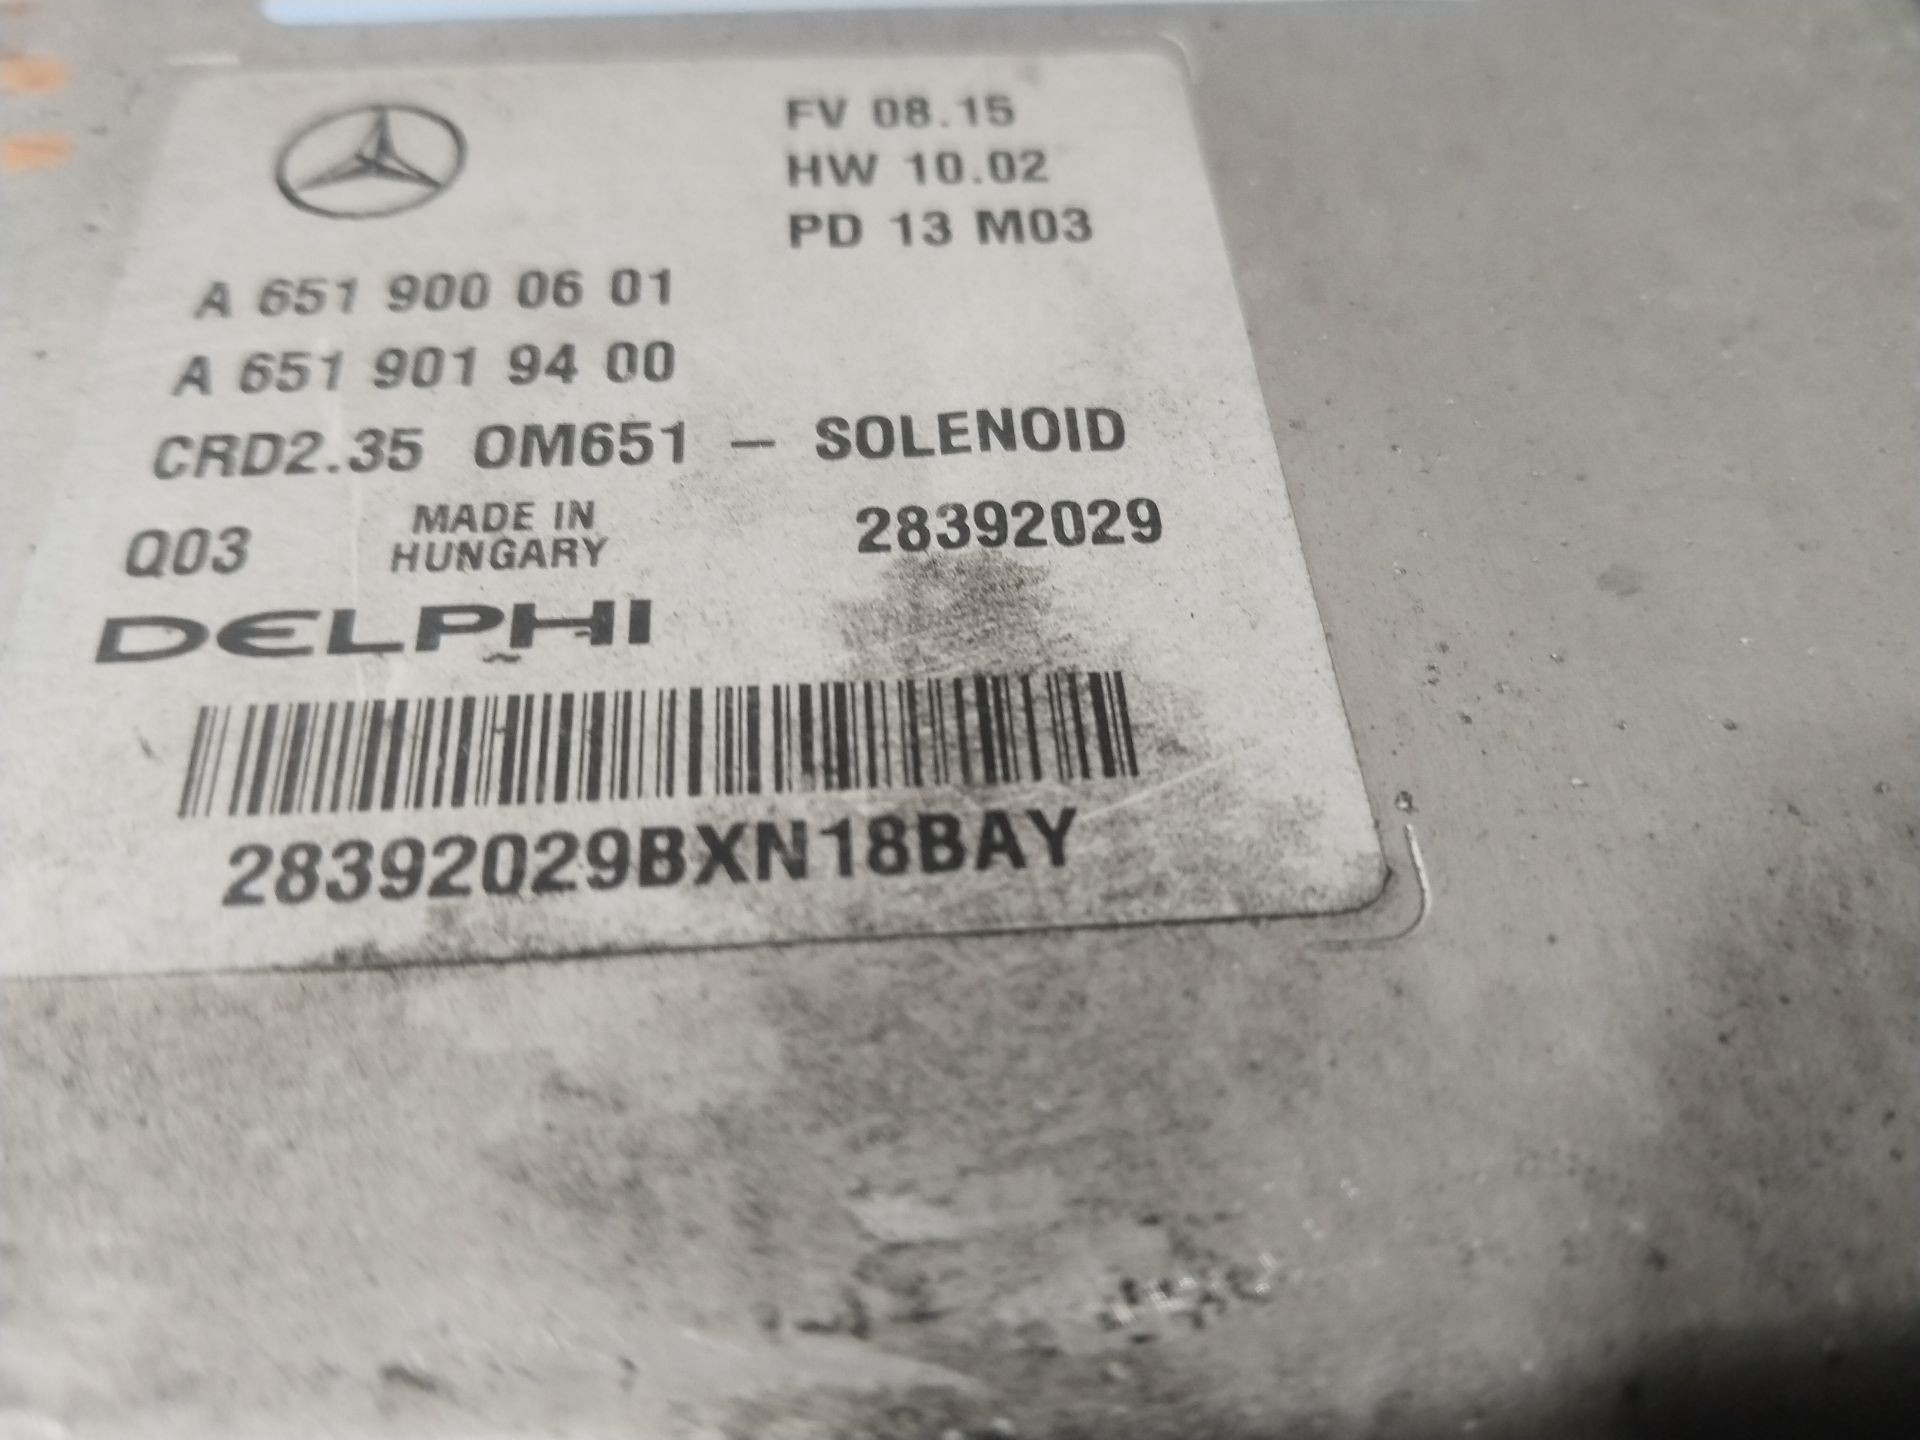 FV 08.15
HW 10.02
PD 13 M03
A 651 900 06 01
A 651 901 94 00
CRD2.35 OM651 – SOLENOID
Q03 MADE IN HUNGARY 28392029
DELPHI
28392029BXN18BAY